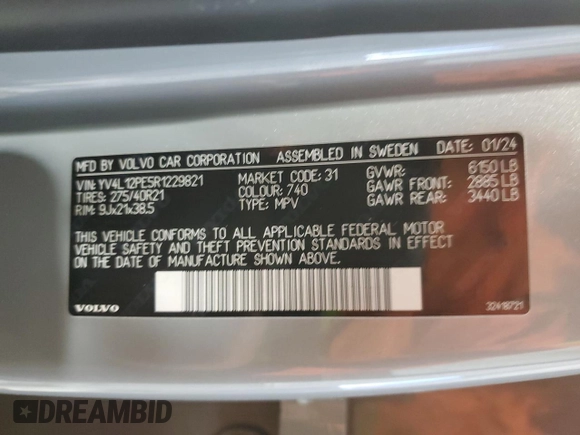 MFD BY VOLVO CAR CORPORATION ASSEMBLED IN SWEDEN DATE: 01/24
VIN: YV4L12PE5R1229821 MARKET CODE: 31 GVWR: 6150 LB
TIRES: 275/40R21 COLOUR: 740 GAWR FRONT: 2885 LB
RIM: 9Jx21x38.5 TYPE: MPV GAWR REAR: 3440 LB
THIS VEHICLE CONFORMS TO ALL APPLICABLE FEDERAL MOTOR
VEHICLE SAFETY AND THEFT PREVENTION STANDARDS IN EFFECT
ON THE DATE OF MANUFACTURE SHOWN ABOVE.
VOLVO 32418721
DREAMBID